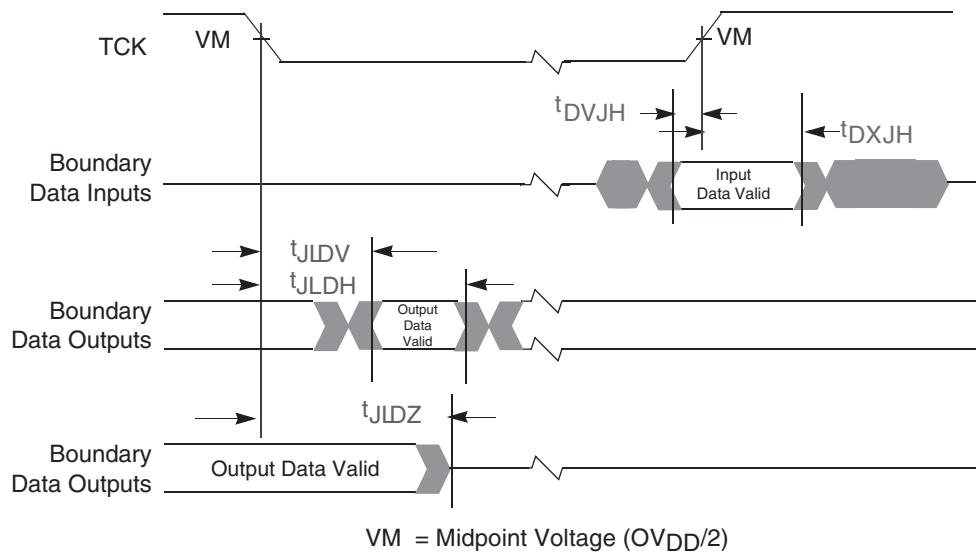 TCK
VM
VM
tDVJH
tDXJH
Boundary
Data Inputs
Input
Data Valid
tJLDV
tJLDH
Boundary
Data Outputs
Output
Data
Valid
tJLDZ
Boundary
Data Outputs
Output Data Valid
VM = Midpoint Voltage (OVDD/2)